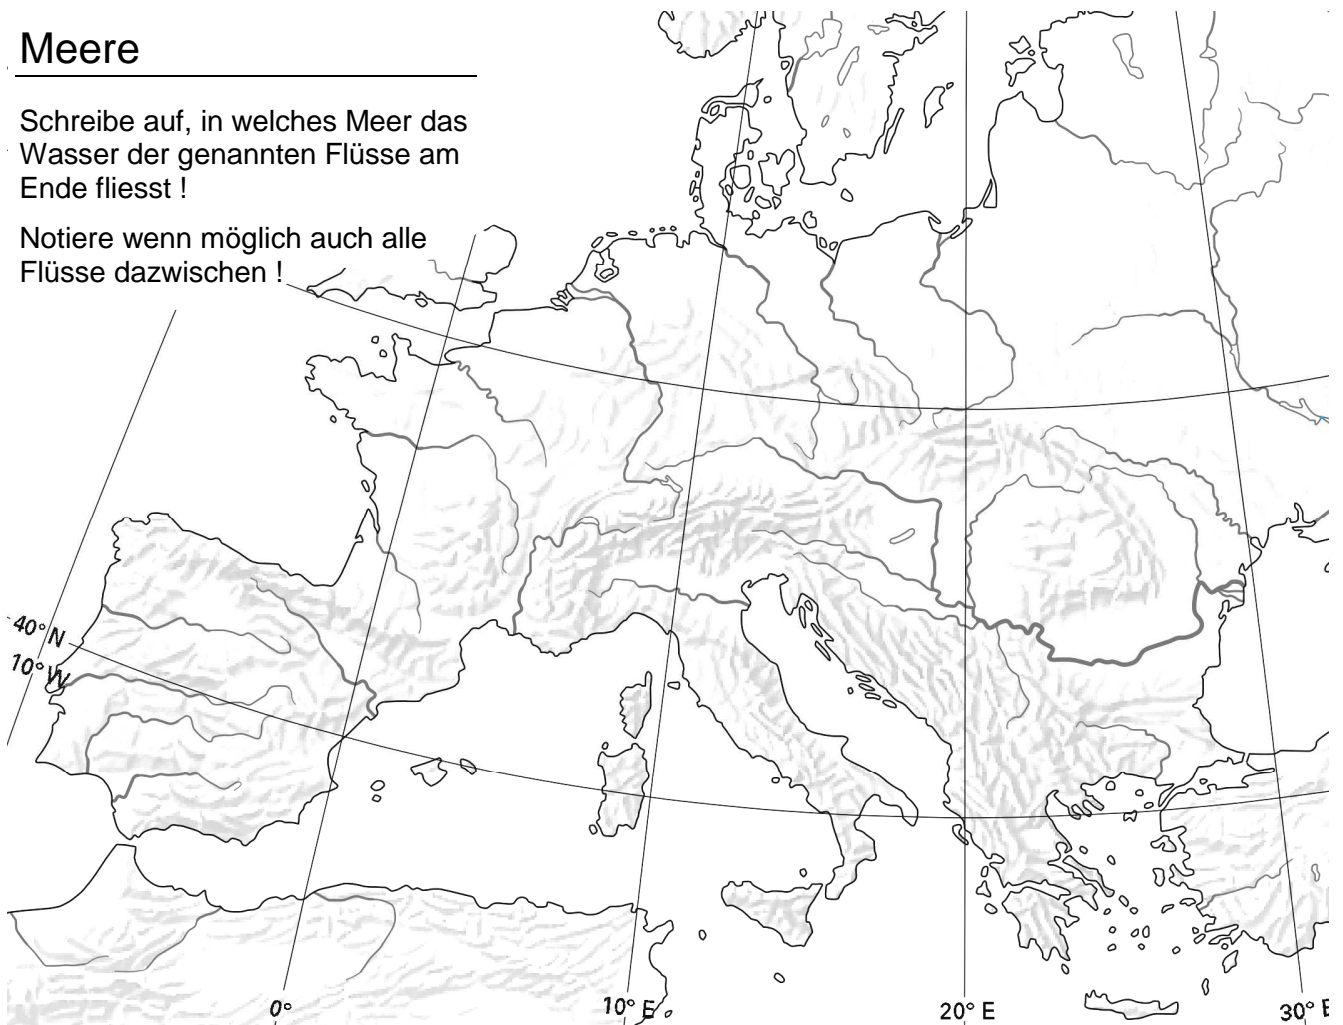 Meere
Schreibe auf, in welches Meer das
Wasser der genannten Flüsse am
Ende fliesst !
Notiere wenn möglich auch alle
Flüsse dazwischen !
40° N
10° W
0°
10° E
20° E
30° E